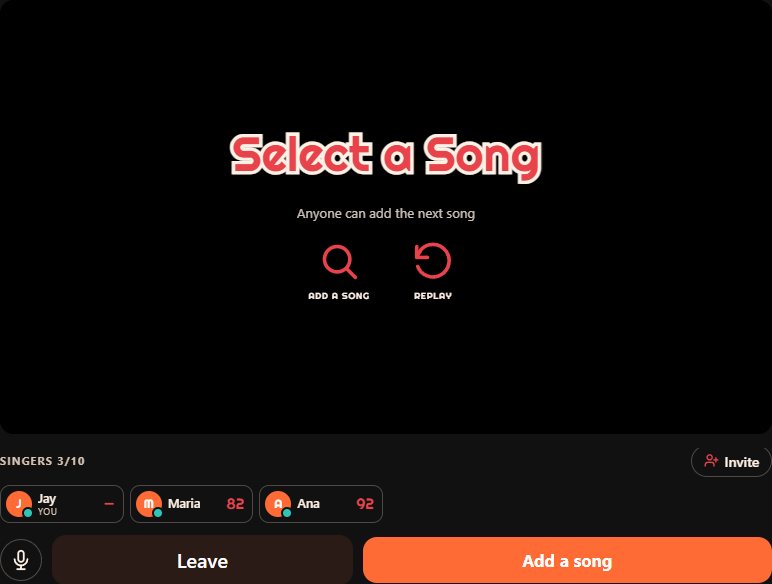 Select a Song
Anyone can add the next song
ADD A SONG
REPLAY
SINGERS 3/10
Invite
J
Jay
YOU
–
M
Maria
82
A
Ana
92
Leave
Add a song